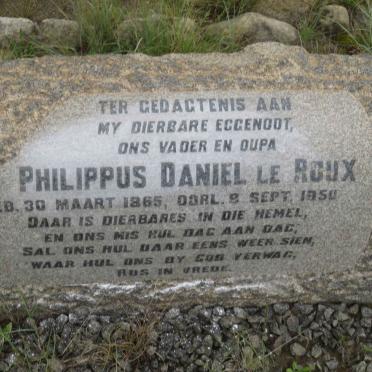 TER GEDAGTENIS AAN
MY DIERBARE EGGENOOT,
ONS VADER EN OUPA
PHILIPPUS DANIEL LE ROUX
30 MAART 1865, OORL. 8 SEPT. 1950
DAAR IS DIERBARES IN DIE HEMEL,
EN ONS MIS HUL DAG AAN DAG,
SAL ONS HUL DAAR EENS WEER SIEN,
WAAR HUL ONS BY GOD VERWAG,
RUS IN VREDE.